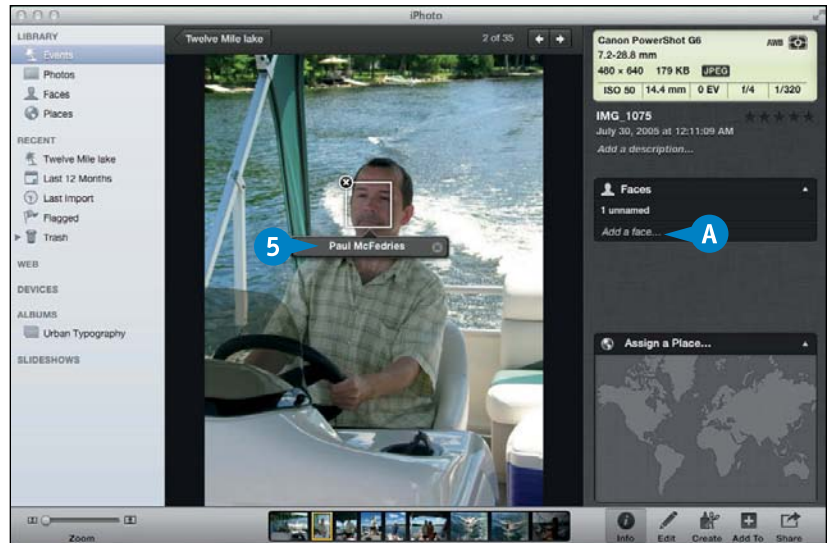 iPhoto
LIBRARY
Events
Photos
Faces
Places
RECENT
Twelve Mile lake
Last 12 Months
Last Import
Flagged
Trash
WEB
DEVICES
ALBUMS
Urban Typography
SLIDESHOWS
Zoom
Twelve Mile lake
2 of 35
5
Paul McFedries
Canon PowerShot G6
AWB
7.2-28.8 mm
480 × 640 179 KB JPEG
ISO 50 14.4 mm 0 EV f/4 1/320
IMG_1075
July 30, 2005 at 12:11:09 AM
Add a description...
Faces
1 unnamed
Add a face...
A
Assign a Place...
Info Edit Create Add To Share